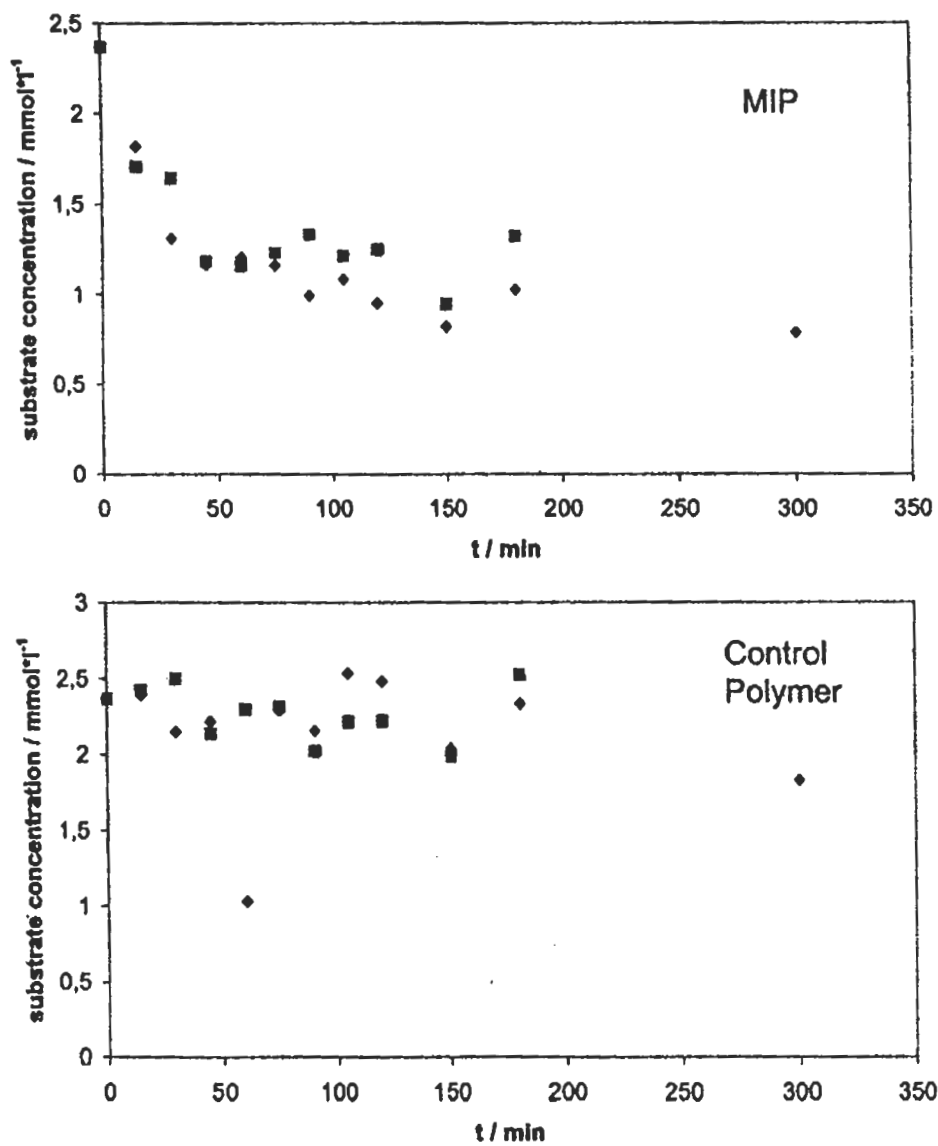 2,5
2
1,5
1
0,5
0
substrate concentration / mmol*l⁻¹
MIP
0 50 100 150 200 250 300 350
t / min
3
2,5
2
1,5
1
0,5
0
substrate concentration / mmol*l⁻¹
Control
Polymer
0 50 100 150 200 250 300 350
t / min